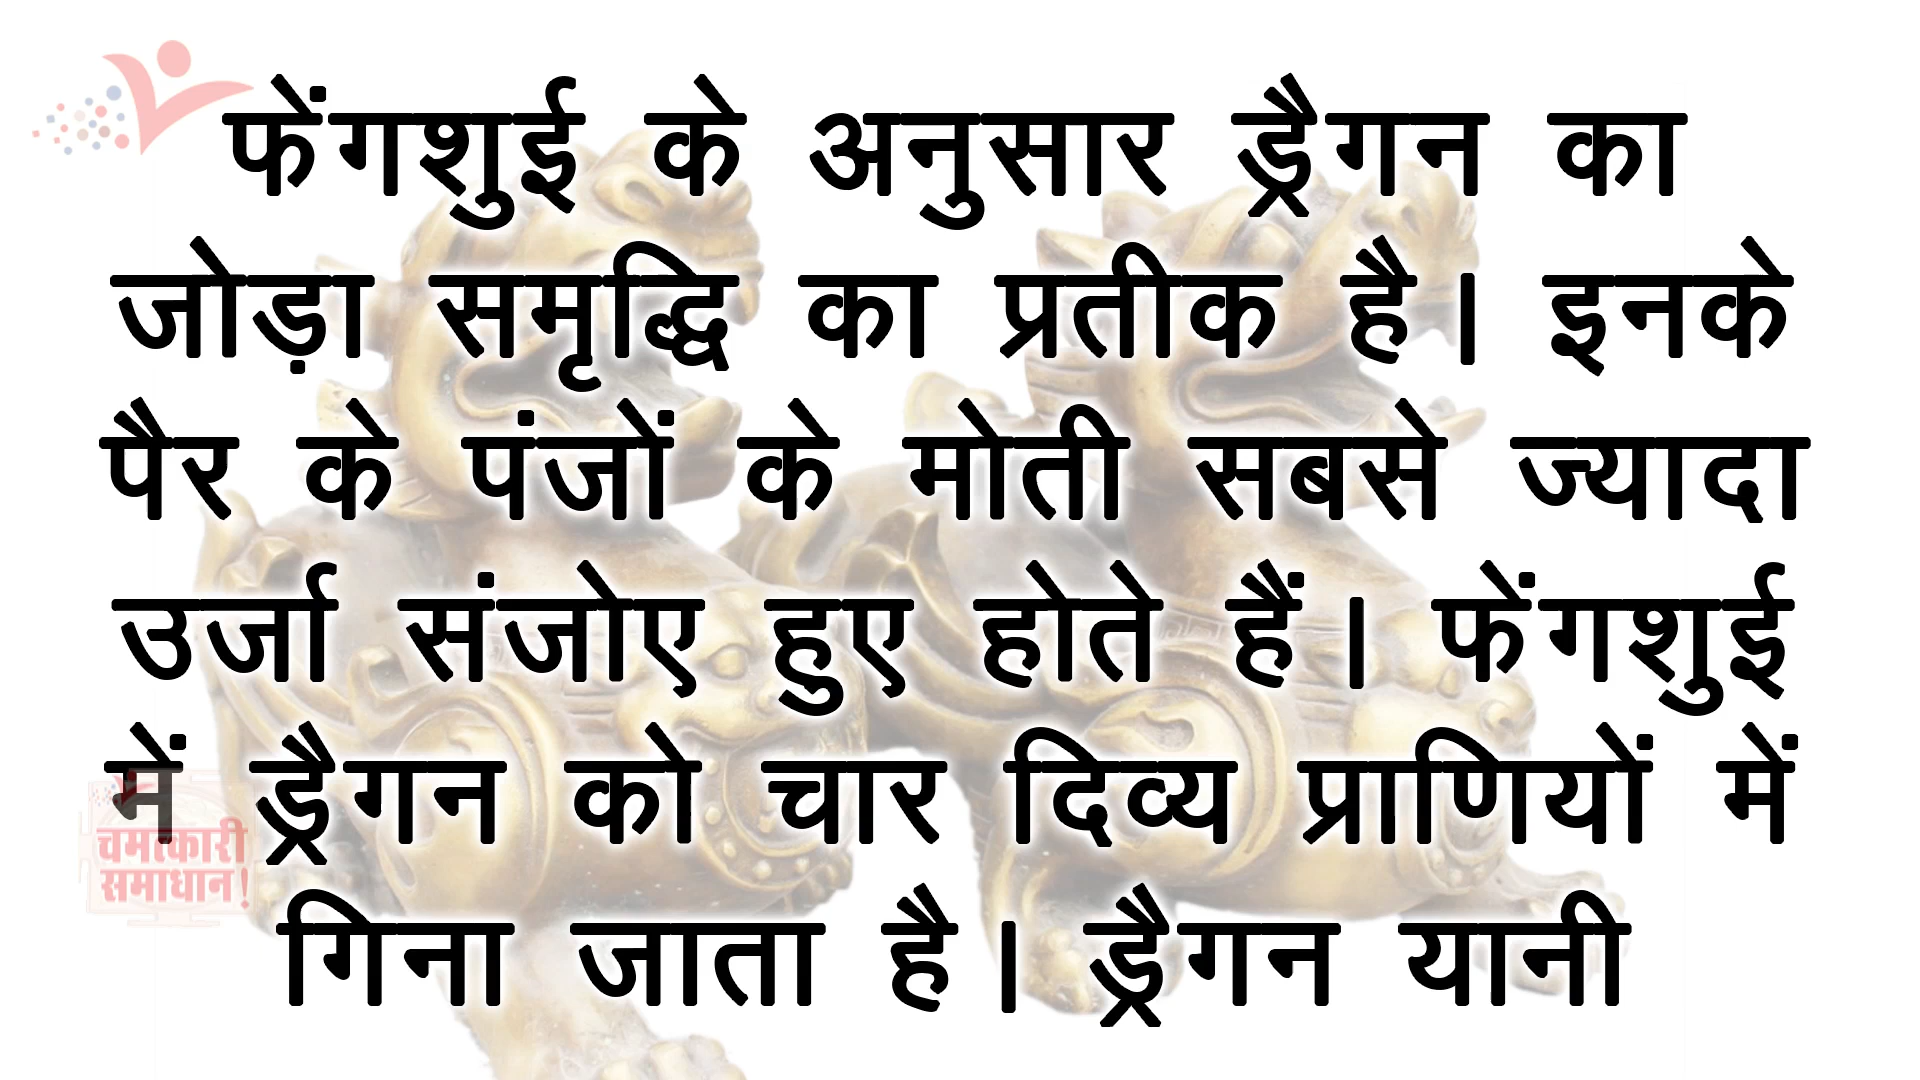 फेंगशुई के अनुसार ड्रैगन का
जोड़ा समृद्धि का प्रतीक है। इनके
पैर के पंजों के मोती सबसे ज्यादा
उर्जा संजोए हुए होते हैं। फेंगशुई
में ड्रैगन को चार दिव्य प्राणियों में
गिना जाता है। ड्रैगन यानी
चमत्कारी
समाधान!